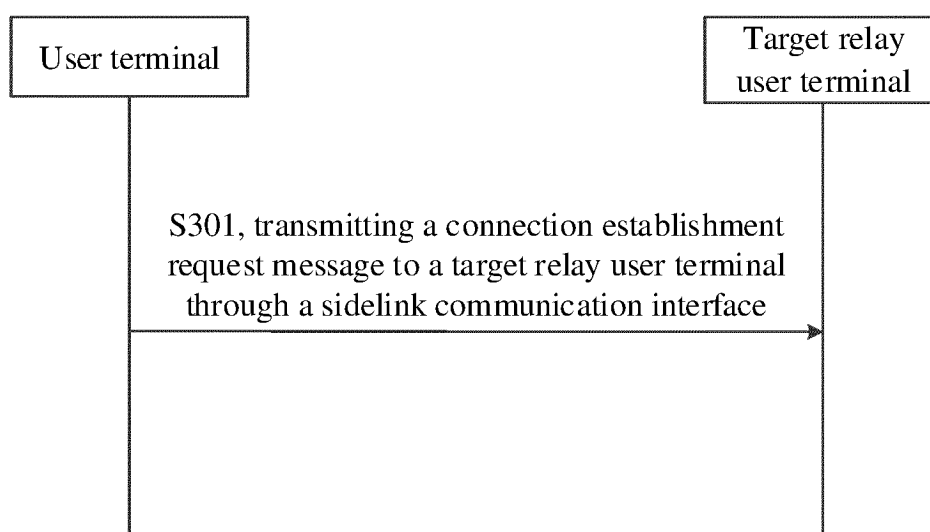 User terminal
Target relay
user terminal
S301, transmitting a connection establishment
request message to a target relay user terminal
through a sidelink communication interface